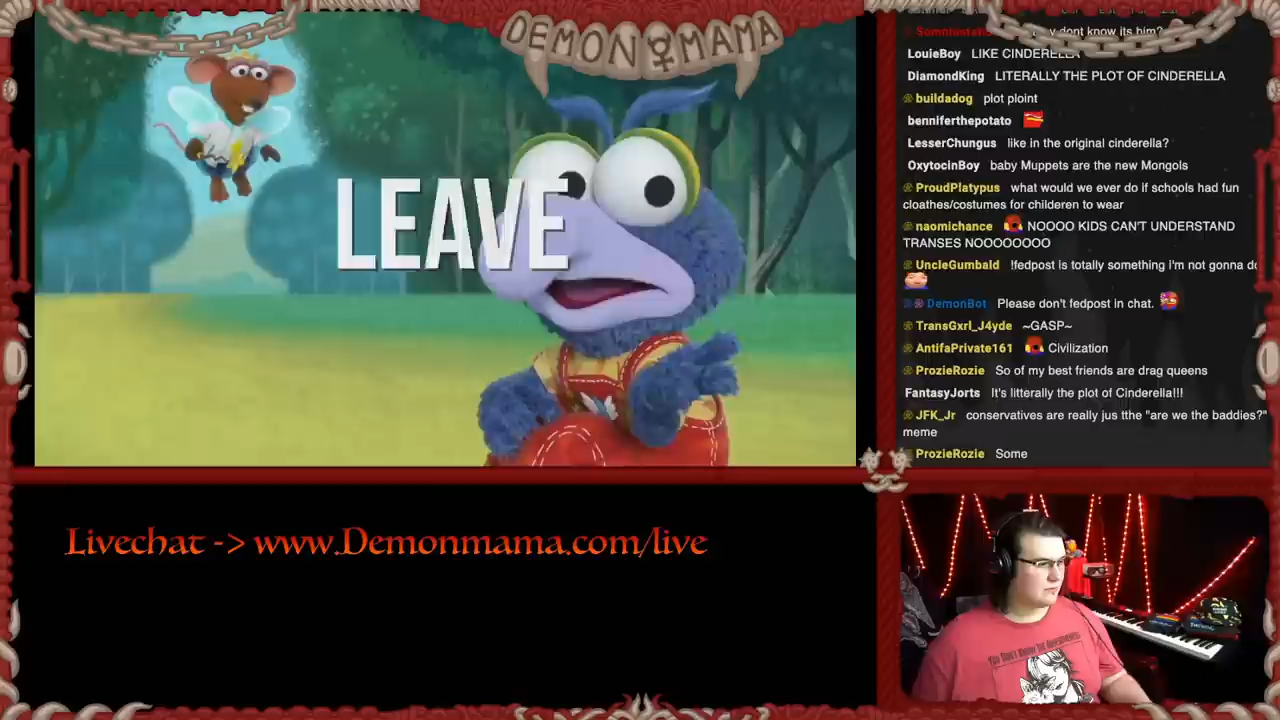 DEMON MAMA
LEAVE
y dont know its him?
LouieBoy LIKE CINDERELLA
DiamondKing LITERALLY THE PLOT OF CINDERELLA
buildadog plot ploint
benniferthepotato
LesserChungus like in the original cinderella?
OxytocinBoy baby Muppets are the new Mongols
ProudPlatypus what would we ever do if schools had fun
cloathes/costumes for childeren to wear
naomichance NOOOO KIDS CAN'T UNDERSTAND
TRANSES NOOOOOOOO
UncleGumbald !fedpost is totally something i'm not gonna do
DemonBot Please don't fedpost in chat.
TransGxrl_J4yde ~GASP~
AntifaPrivate161 Civilization
ProzieRozie So of my best friends are drag queens
FantasyJorts It's litterally the plot of Cinderella!!!
JFK_Jr conservatives are really jus tthe "are we the baddies?"
meme
ProzieRozie Some
Livechat -> www.Demonmama.com/live